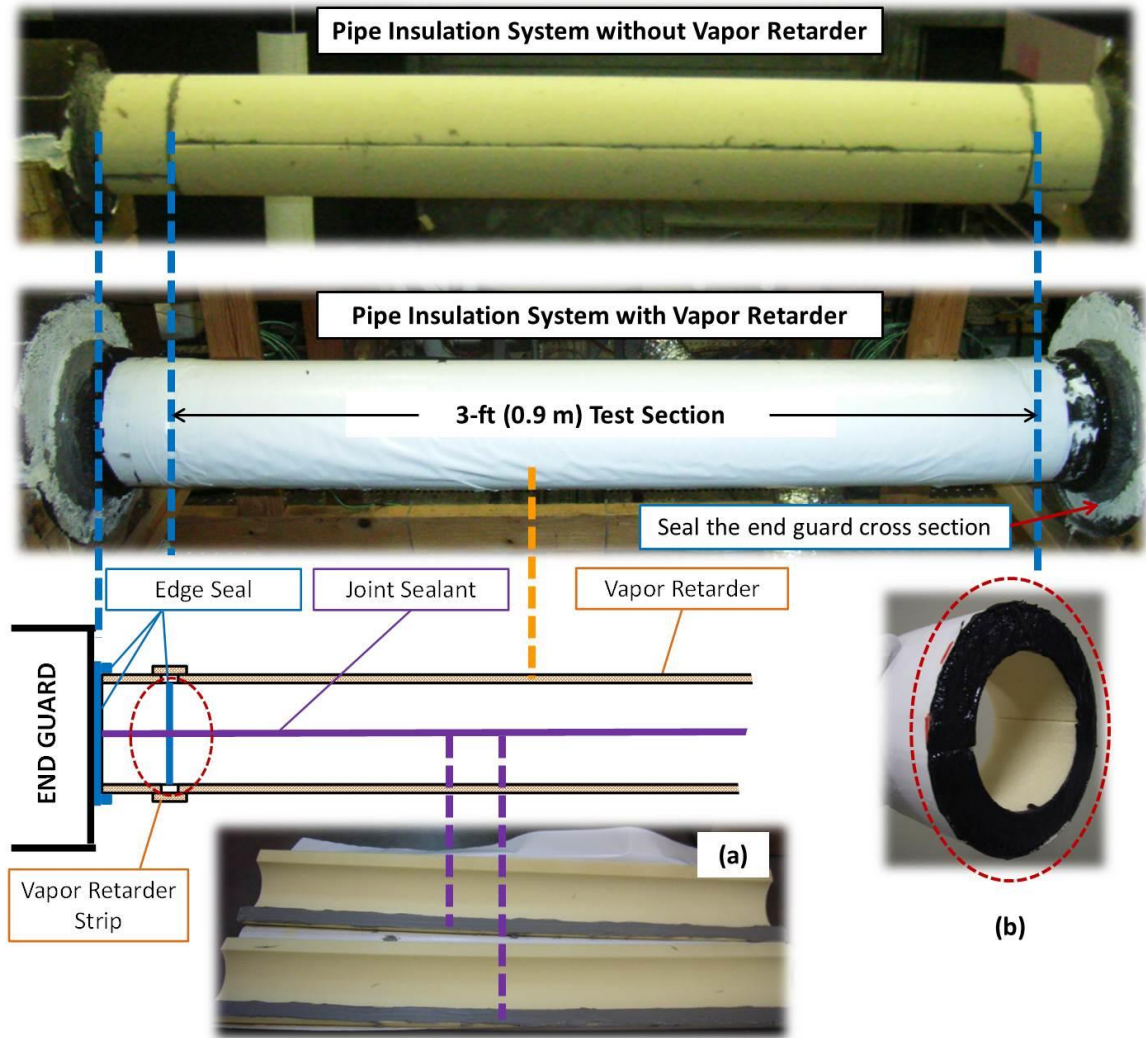 Pipe Insulation System without Vapor Retarder
Pipe Insulation System with Vapor Retarder
3-ft (0.9 m) Test Section
Seal the end guard cross section
Edge Seal
Joint Sealant
Vapor Retarder
END GUARD
(a)
Vapor Retarder
Strip
(b)